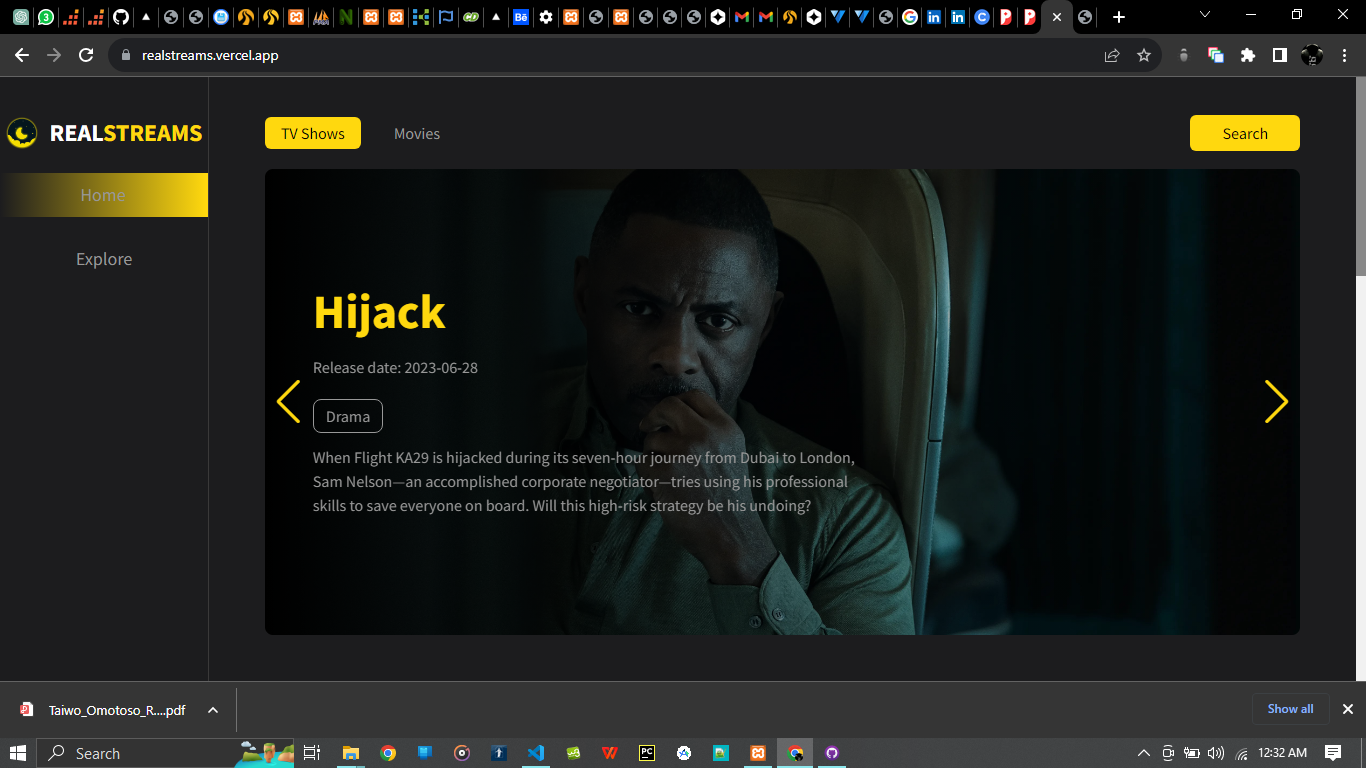 realstreams.vercel.app
REALSTREAMS
TV Shows
Movies
Search
Home
Explore
Hijack
Release date: 2023-06-28
Drama
When Flight KA29 is hijacked during its seven-hour journey from Dubai to London,
Sam Nelson—an accomplished corporate negotiator—tries using his professional
skills to save everyone on board. Will this high-risk strategy be his undoing?
Taiwo_Omotoso_R....pdf
Show all
Search
12:32 AM